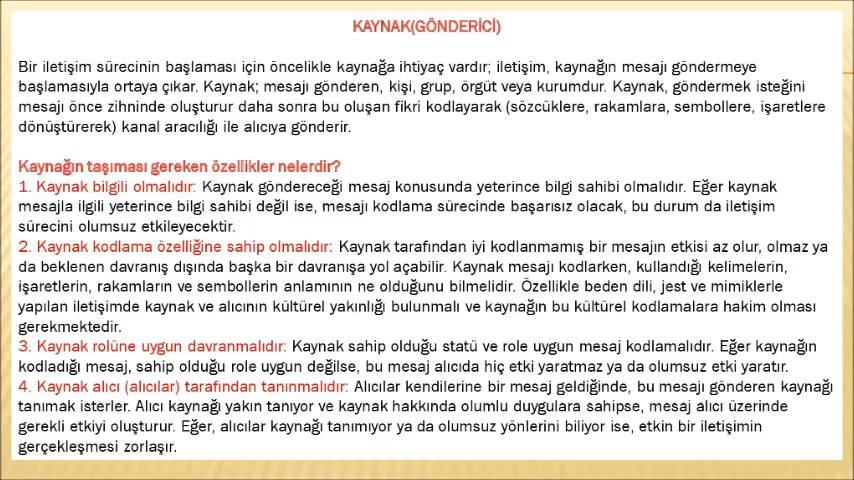 KAYNAK(GÖNDERİCİ)
Bir iletişim sürecinin başlaması için öncelikle kaynağa ihtiyaç vardır; iletişim, kaynağın mesajı göndermeye
başlamasıyla ortaya çıkar. Kaynak; mesajı gönderen, kişi, grup, örgüt veya kurumdur. Kaynak, göndermek isteğini
mesajı önce zihninde oluşturur daha sonra bu oluşan fikri kodlayarak (sözcüklere, rakamlara, sembollere, işaretlere
dönüştürerek) kanal aracılığı ile alıcıya gönderir.
Kaynağın taşıması gereken özellikler nelerdir?
1. Kaynak bilgili olmalıdır: Kaynak göndereceği mesaj konusunda yeterince bilgi sahibi olmalıdır. Eğer kaynak
mesajla ilgili yeterince bilgi sahibi değil ise, mesajı kodlama sürecinde başarısız olacak, bu durum da iletişim
sürecini olumsuz etkileyecektir.
2. Kaynak kodlama özelliğine sahip olmalıdır: Kaynak tarafından iyi kodlanmamış bir mesajın etkisi az olur, olmaz ya
da beklenen davranış dışında başka bir davranışa yol açabilir. Kaynak mesajı kodlarken, kullandığı kelimelerin,
işaretlerin, rakamların ve sembollerin anlamının ne olduğunu bilmelidir. Özellikle beden dili, jest ve mimiklerle
yapılan iletişimde kaynak ve alıcının kültürel yakınlığı bulunmalı ve kaynağın bu kültürel kodlamalara hakim olması
gerekmektedir.
3. Kaynak rolüne uygun davranmalıdır: Kaynak sahip olduğu statü ve role uygun mesaj kodlamalıdır. Eğer kaynağın
kodladığı mesaj, sahip olduğu role uygun değilse, bu mesaj alıcıda hiç etki yaratmaz ya da olumsuz etki yaratır.
4. Kaynak alıcı (alıcılar) tarafından tanınmalıdır: Alıcılar kendilerine bir mesaj geldiğinde, bu mesajı gönderen kaynağı
tanımak isterler. Alıcı kaynağı yakın tanıyor ve kaynak hakkında olumlu duygulara sahipse, mesaj alıcı üzerinde
gerekli etkiyi oluşturur. Eğer, alıcılar kaynağı tanımıyor ya da olumsuz yönlerini biliyor ise, etkin bir iletişimin
gerçekleşmesi zorlaşır.